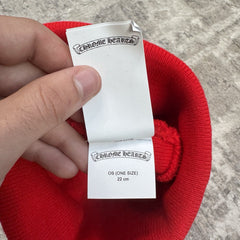 CHROME HEARTS
CHROME HEARTS
OS (ONE SIZE)
22 cm